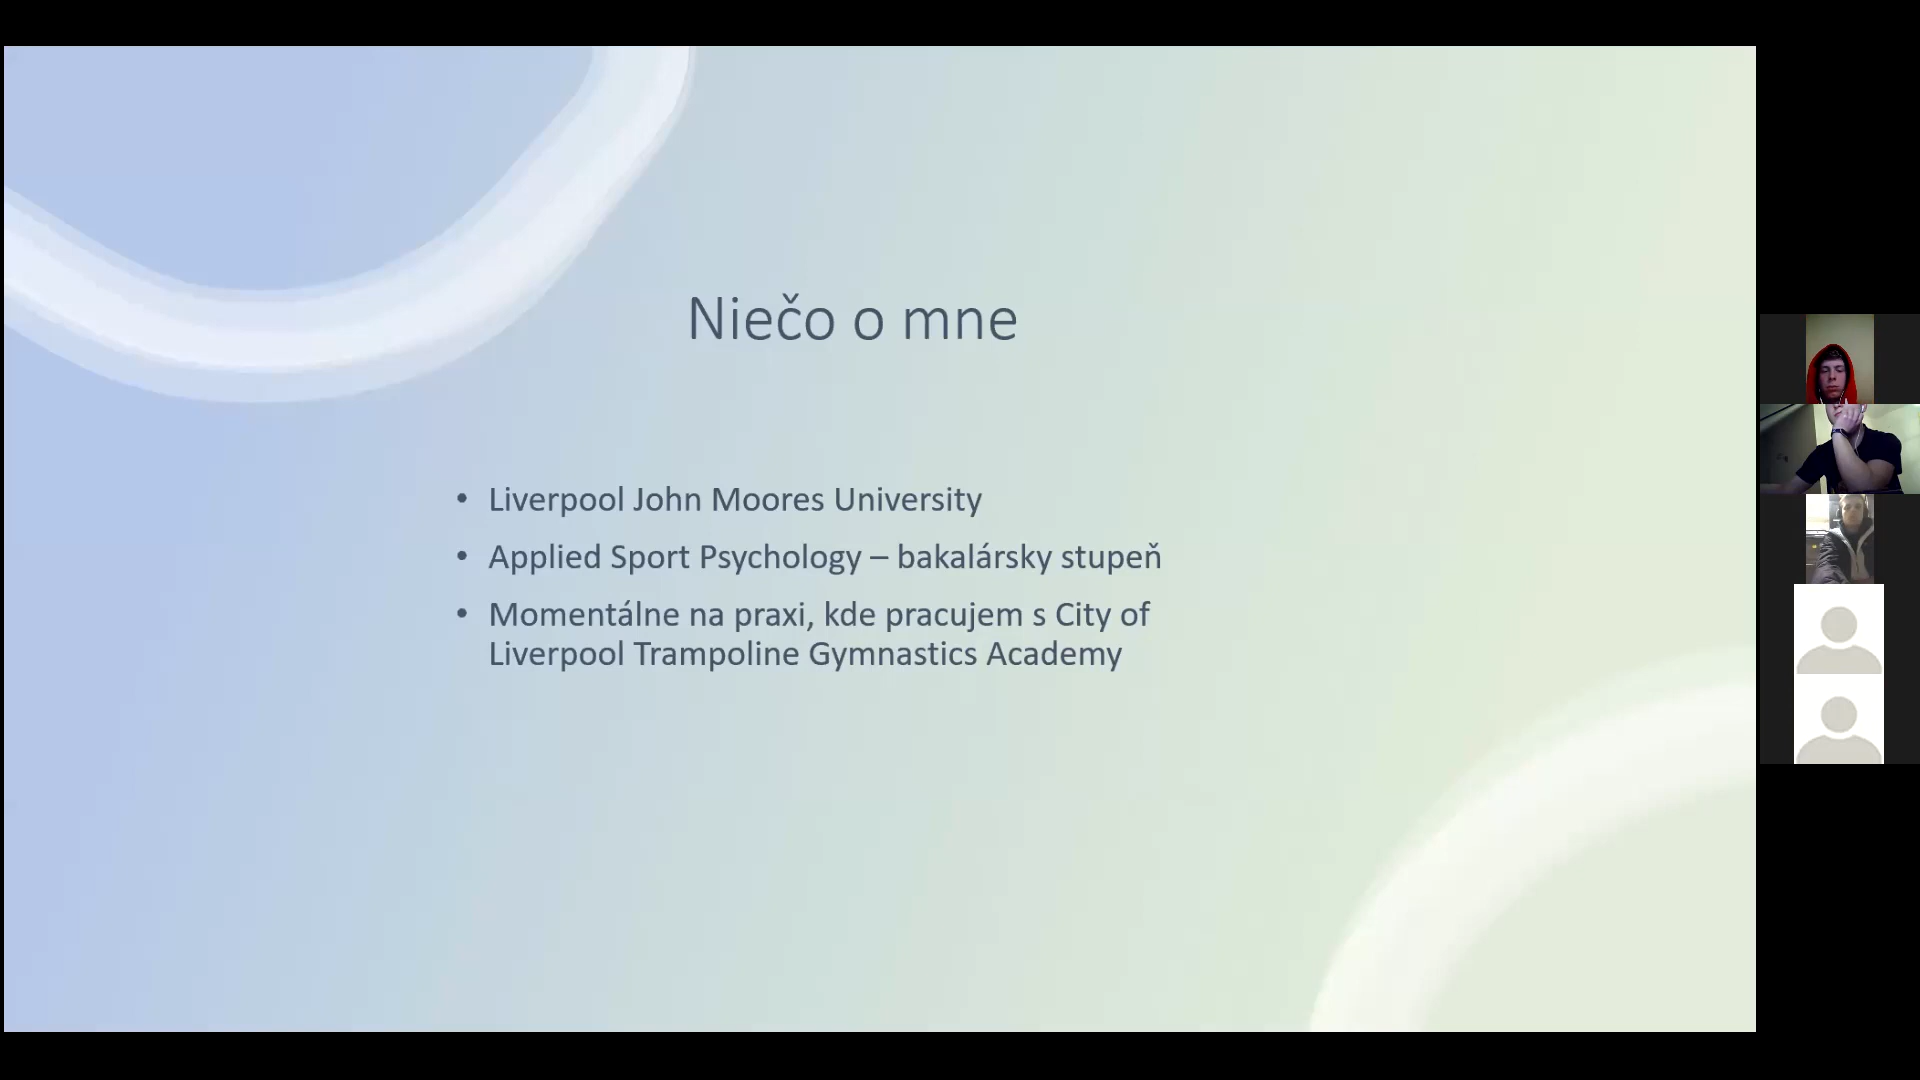 Niečo o mne
• Liverpool John Moores University
• Applied Sport Psychology – bakalársky stupeň
• Momentálne na praxi, kde pracujem s City of
Liverpool Trampoline Gymnastics Academy